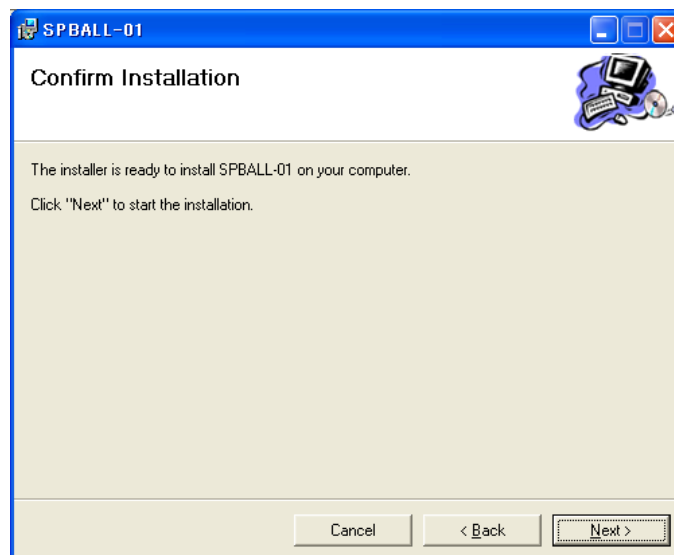 SPBALL-01
Confirm Installation
The installer is ready to install SPBALL-01 on your computer.
Click "Next" to start the installation.
Cancel
< Back
Next >